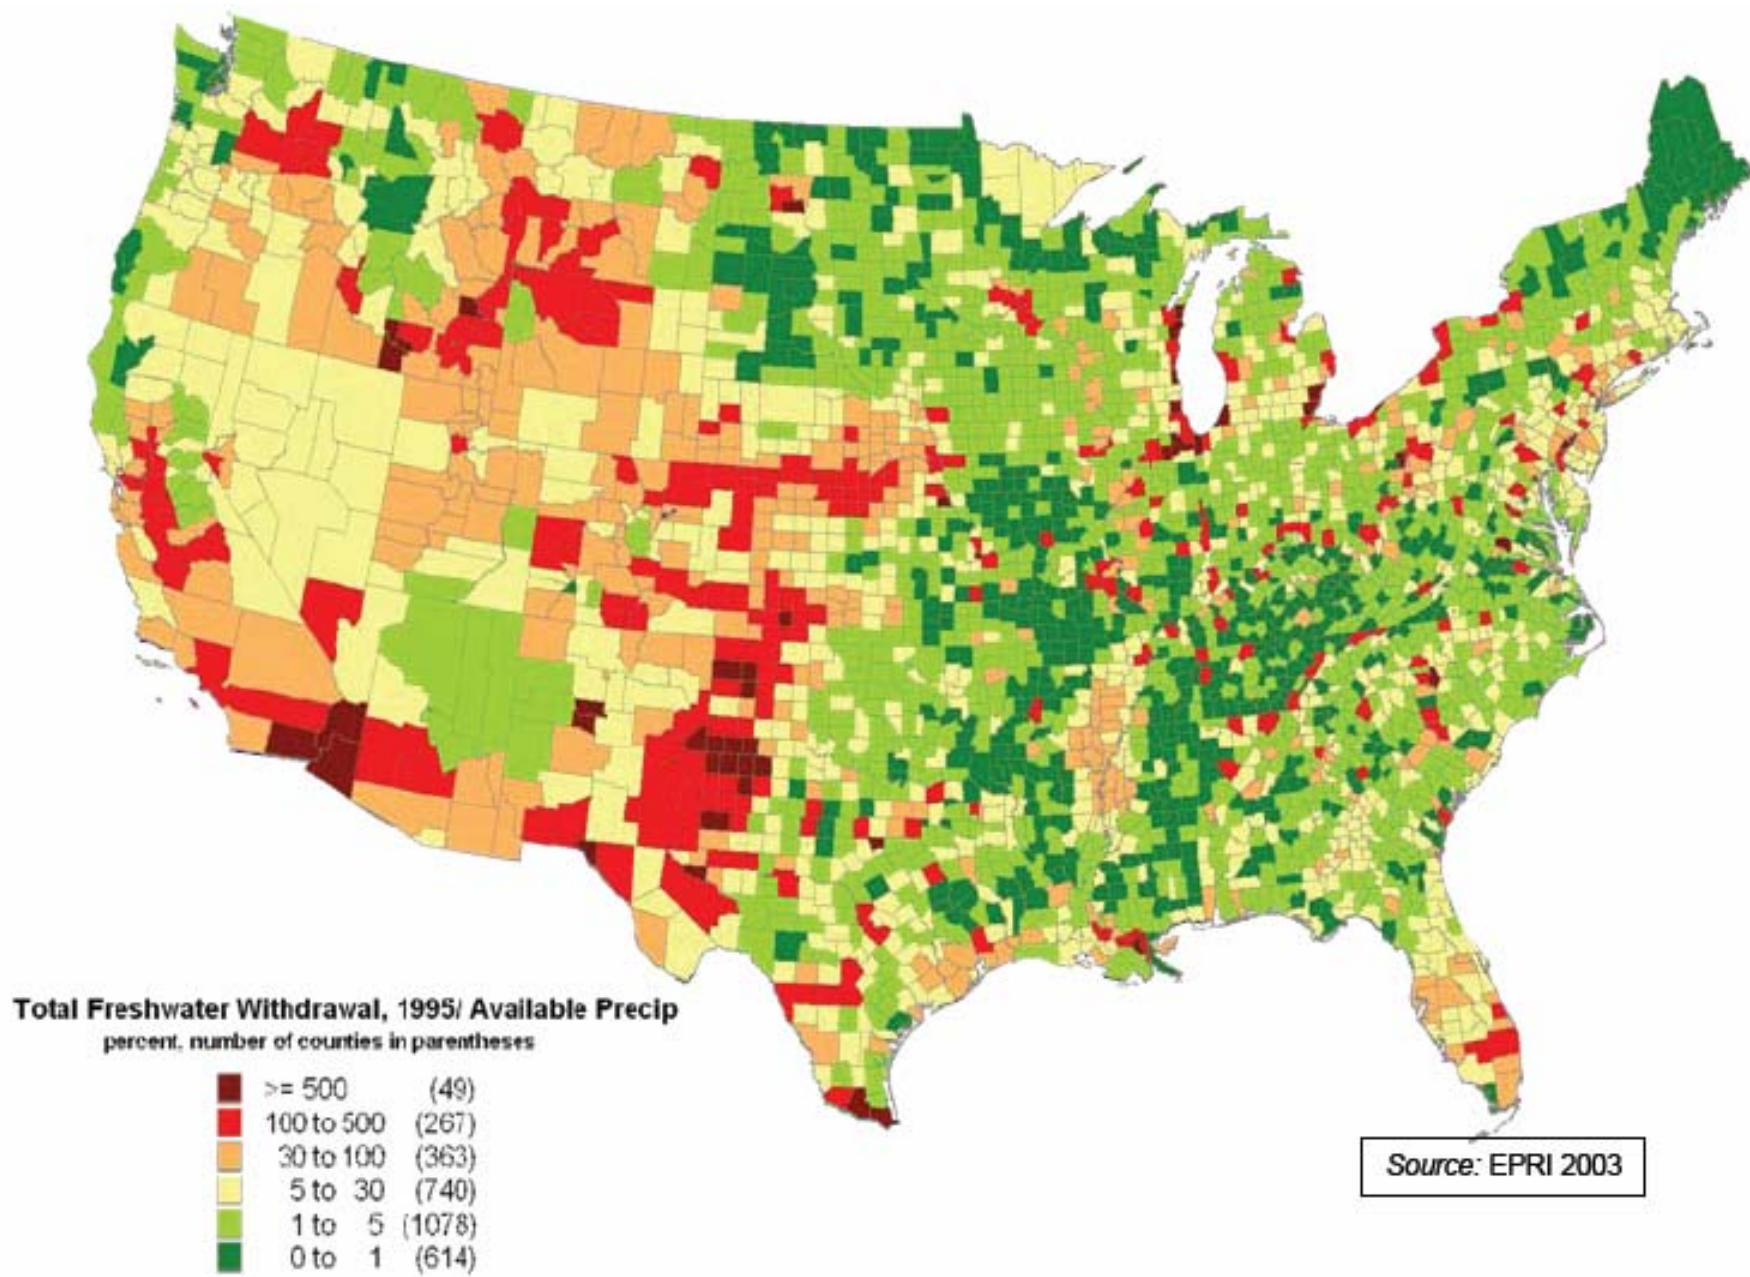 Total Freshwater Withdrawal, 1995/ Available Precip
percent, number of counties in parentheses
>= 500 (49)
100 to 500 (267)
30 to 100 (363)
5 to 30 (740)
1 to 5 (1078)
0 to 1 (614)
Source: EPRI 2003